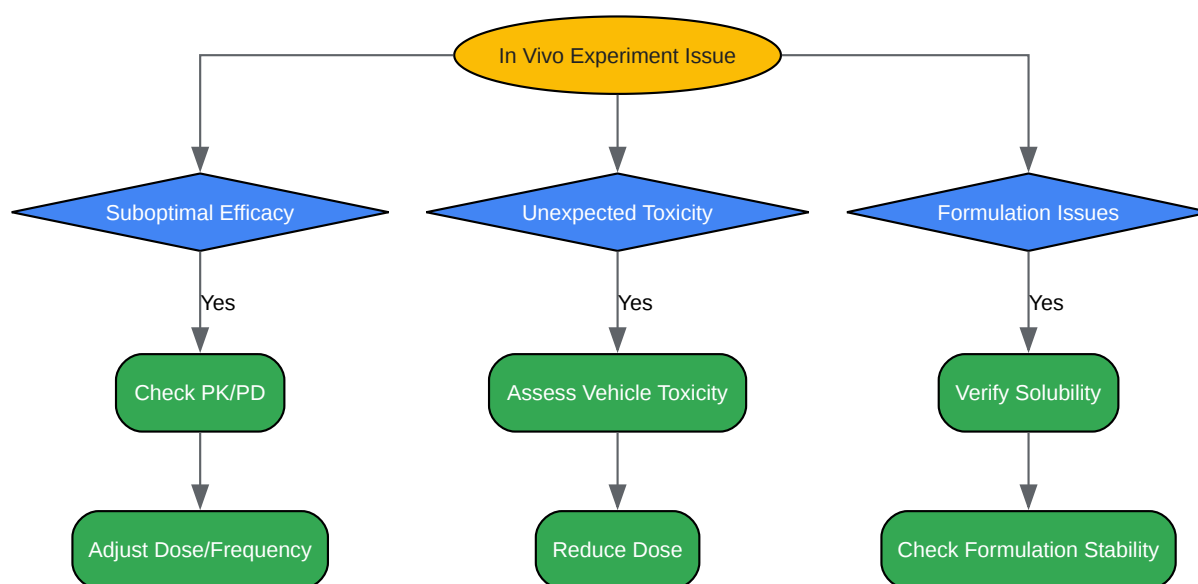 In Vivo Experiment Issue
Suboptimal Efficacy
Unexpected Toxicity
Formulation Issues
Yes
Yes
Yes
Check PK/PD
Assess Vehicle Toxicity
Verify Solubility
Adjust Dose/Frequency
Reduce Dose
Check Formulation Stability